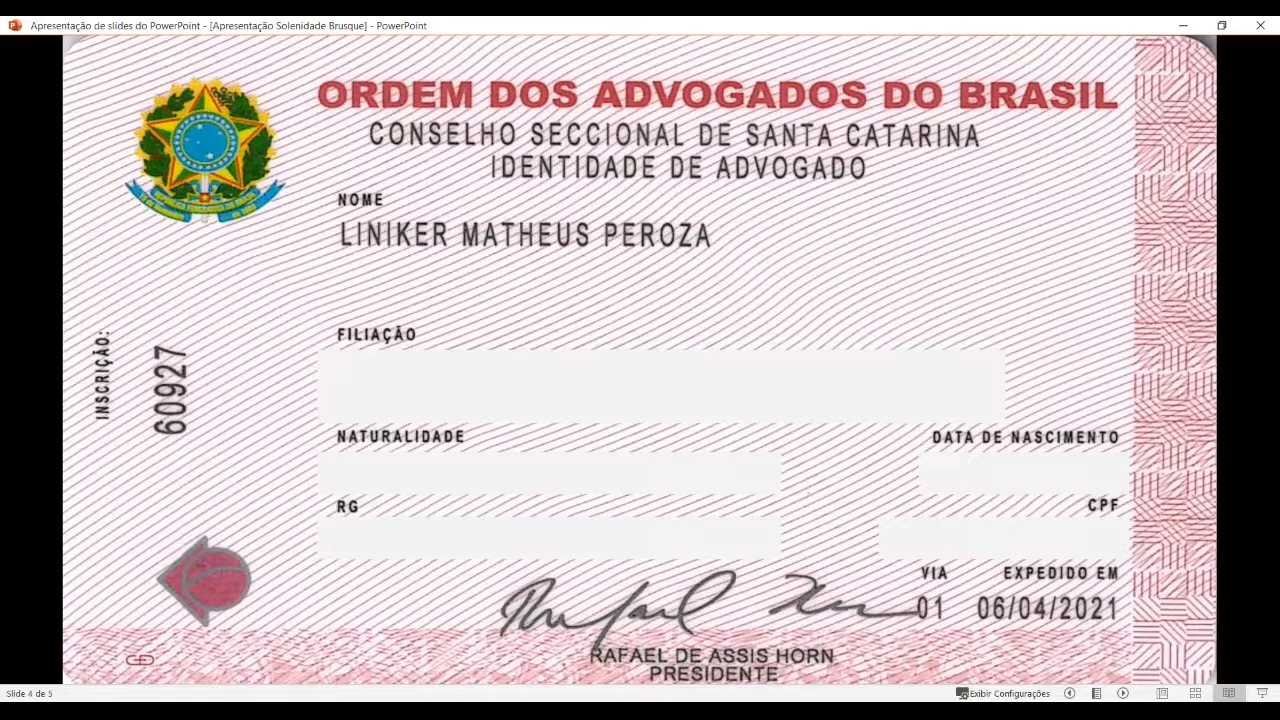 Apresentação de slides do PowerPoint - [Apresentação Solenidade Brusque] - PowerPoint
ORDEM DOS ADVOGADOS DO BRASIL
CONSELHO SECCIONAL DE SANTA CATARINA
IDENTIDADE DE ADVOGADO
NOME
LINIKER MATHEUS PEROZA
FILIAÇÃO
INSCRIÇÃO:
60927
NATURALIDADE
DATA DE NASCIMENTO
RG
CPF
VIA
EXPEDIDO EM
01
06/04/2021
RAFAEL DE ASSIS HORN
PRESIDENTE
Slide 4 de 5
Exibir Configurações